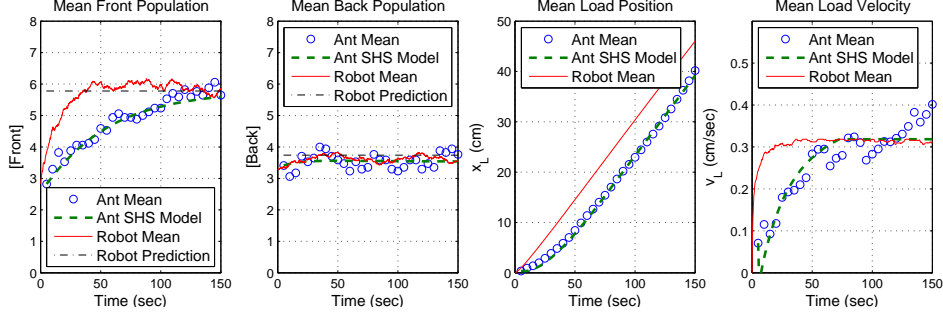 Mean Front Population
8
7
6
5
4
3
2
1
0
[Front]
Ant Mean
Ant SHS Model
Robot Mean
Robot Prediction
0
50
100
150
Time (sec)
Mean Back Population
8
7
6
5
4
3
2
1
0
[Back]
Ant Mean
Ant SHS Model
Robot Mean
Robot Prediction
0
50
100
150
Time (sec)
Mean Load Position
50
40
30
20
10
0
x_L (cm)
Ant Mean
Ant SHS Model
Robot Mean
0
50
100
150
Time (sec)
Mean Load Velocity
0.5
0.4
0.3
0.2
0.1
0
v_L (cm/sec)
Ant Mean
Ant SHS Model
Robot Mean
0
50
100
150
Time (sec)